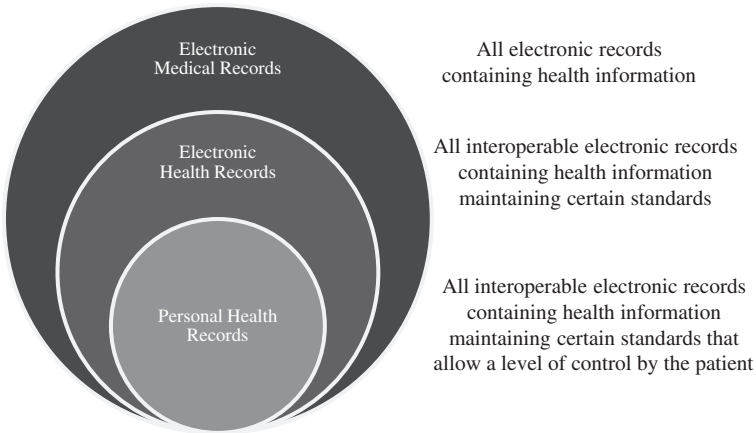 Electronic
Medical Records
All electronic records
containing health information
Electronic
Health Records
All interoperable electronic records
containing health information
maintaining certain standards
Personal Health
Records
All interoperable electronic records
containing health information
maintaining certain standards that
allow a level of control by the patient